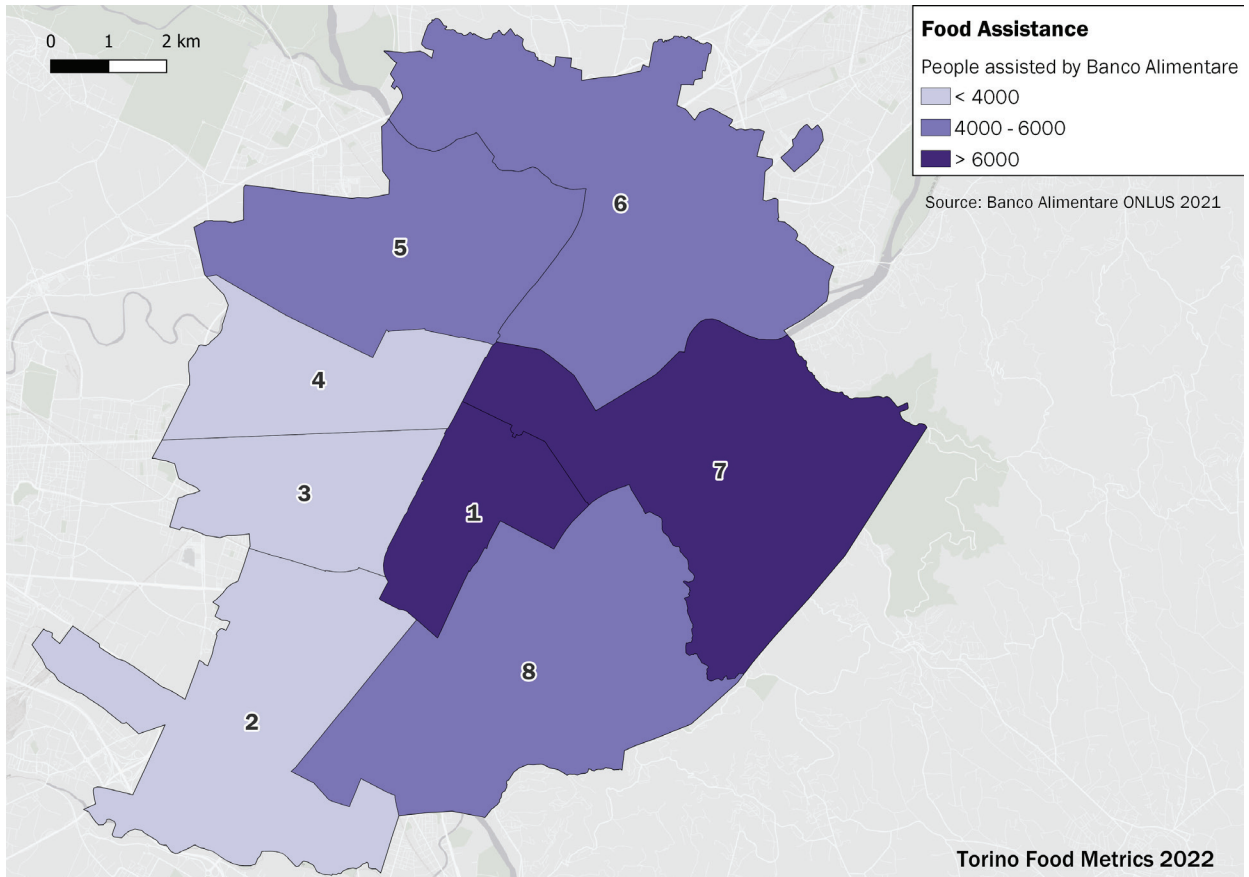 0 1 2 km
Food Assistance
People assisted by Banco Alimentare
< 4000
4000 - 6000
> 6000
Source: Banco Alimentare ONLUS 2021
6
5
4
7
3
1
8
2
Torino Food Metrics 2022